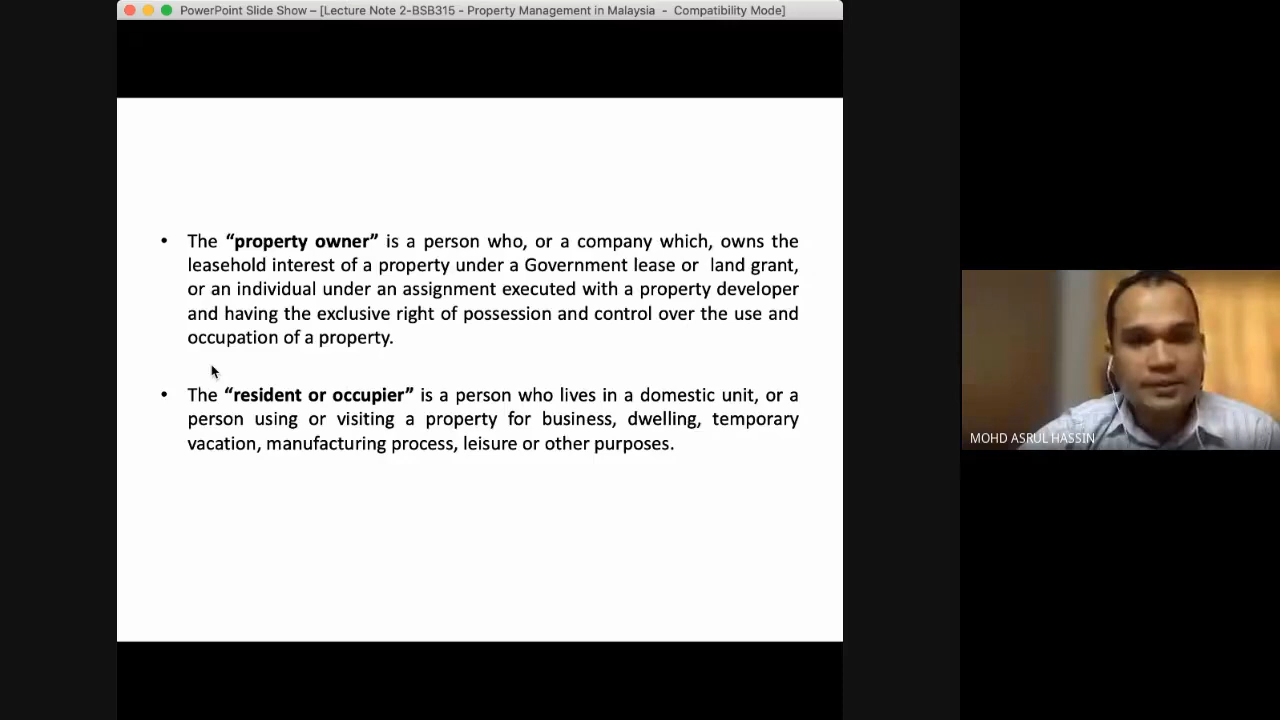 PowerPoint Slide Show – [Lecture Note 2-BSB315 - Property Management in Malaysia - Compatibility Mode]
• The “property owner” is a person who, or a company which, owns the
leasehold interest of a property under a Government lease or land grant,
or an individual under an assignment executed with a property developer
and having the exclusive right of possession and control over the use and
occupation of a property.
• The “resident or occupier” is a person who lives in a domestic unit, or a
person using or visiting a property for business, dwelling, temporary
vacation, manufacturing process, leisure or other purposes.
MOHD ASRUL HASSIN